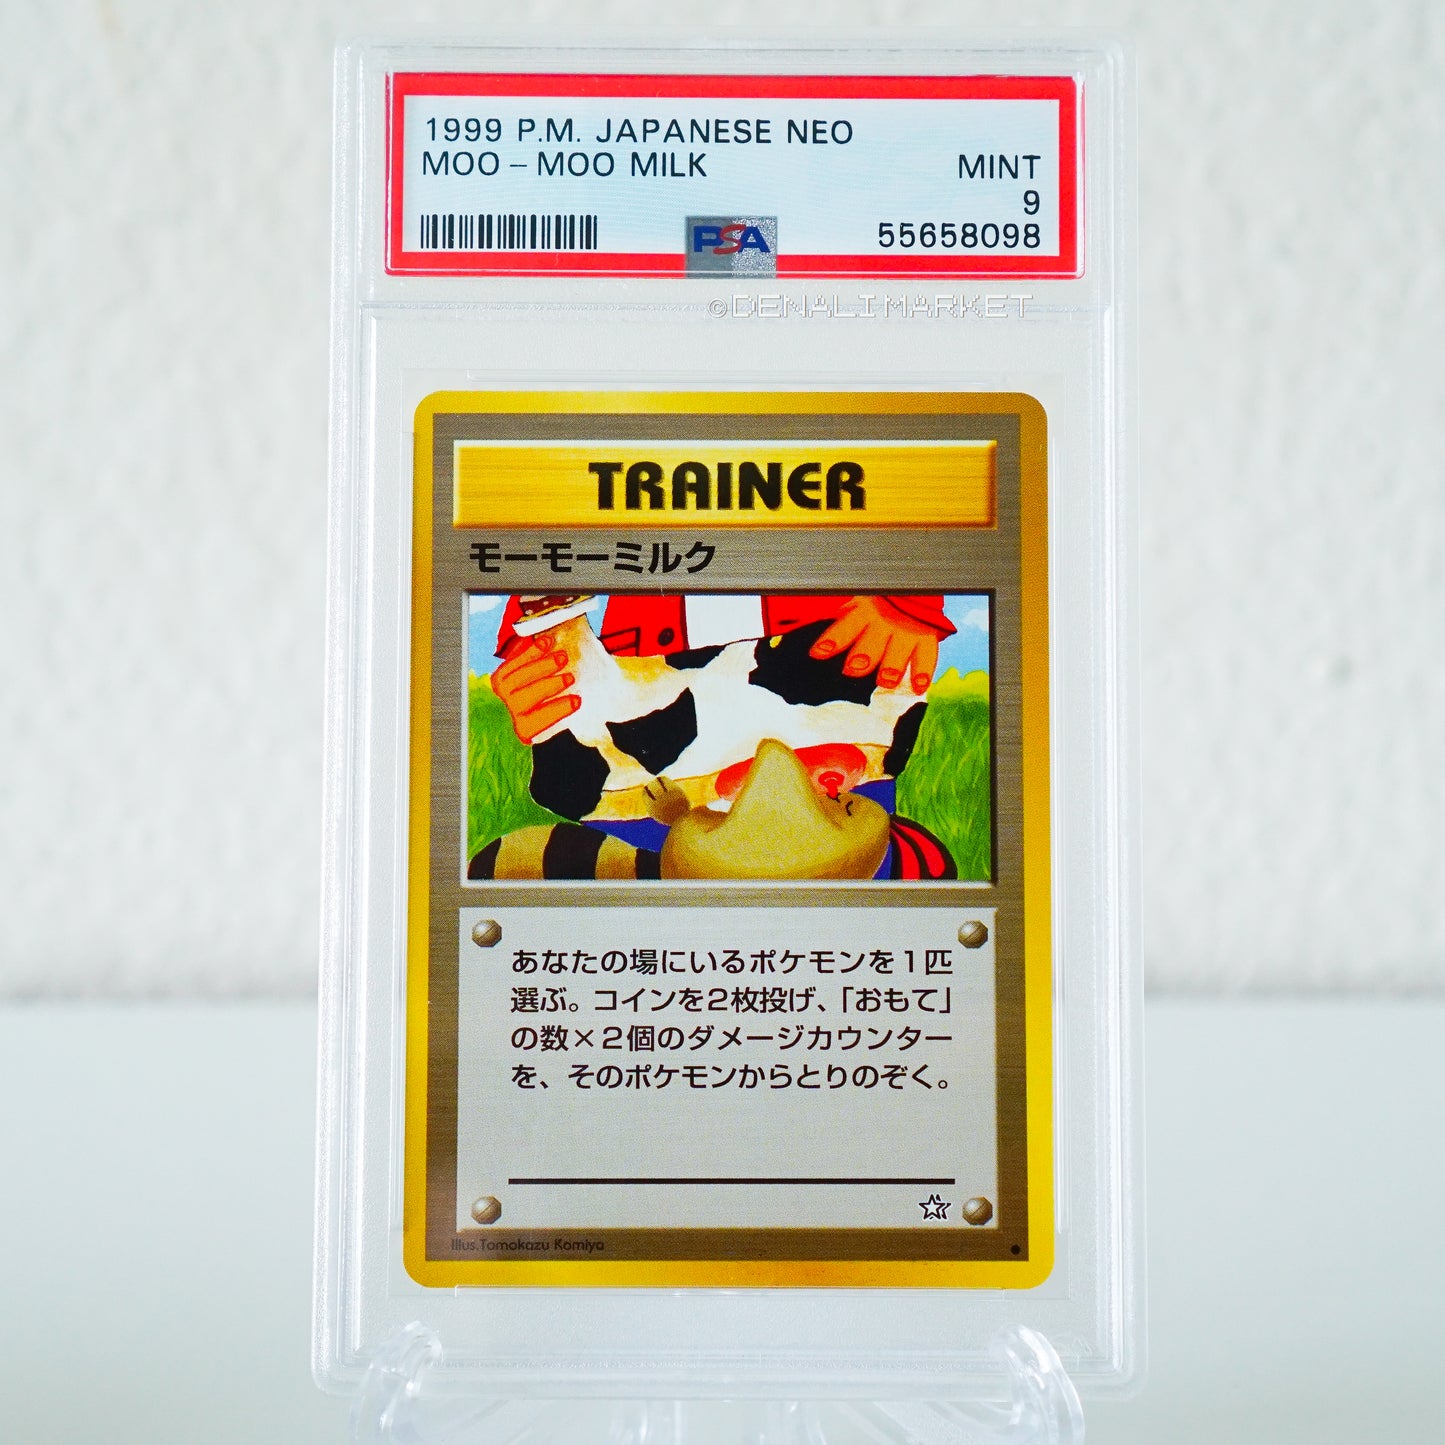 1999 P.M. JAPANESE NEO
MOO-MOO MILK
MINT
9
55658098
PSA
©DENALI MARKET
TRAINER
モーモーミルク
あなたの場にいるポケモンを1匹
選ぶ。コインを2枚投げ、「おもて」
の数×2個のダメージカウンター
を、そのポケモンからとりのぞく。
Illus.Tomokazu Komiya